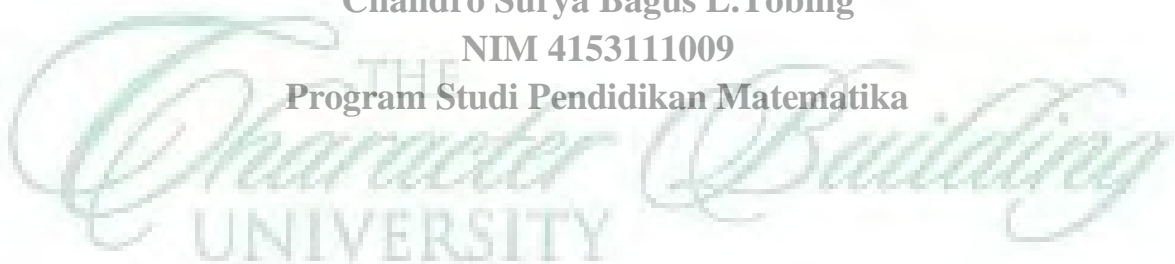 Chandro Surya Bagus L.Tobing
NIM 4153111009
THE
Program Studi Pendidikan Matematika
Character Building
UNIVERSITY